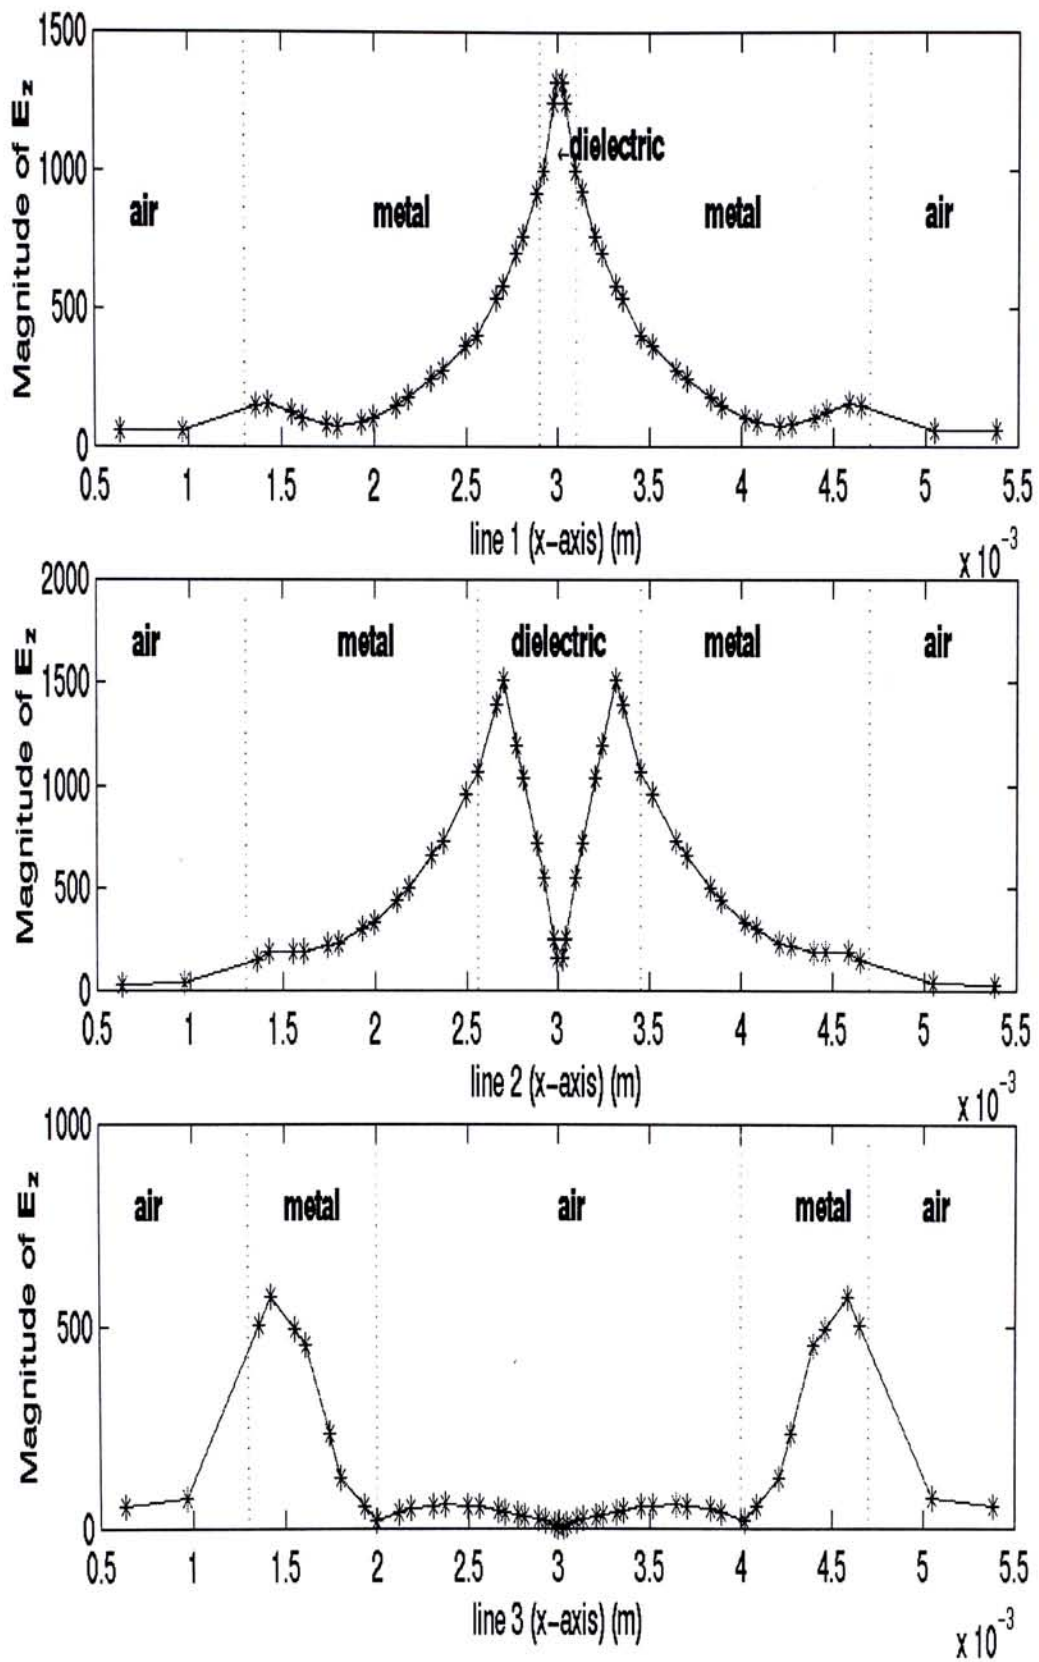 1500
1000
500
0
Magnitude of Ez
air metal ←dielectric metal air
0.5 1 1.5 2 2.5 3 3.5 4 4.5 5 5.5
line 1 (x-axis) (m)
x 10^-3
2000
1500
1000
500
0
Magnitude of Ez
air metal dielectric metal air
0.5 1 1.5 2 2.5 3 3.5 4 4.5 5 5.5
line 2 (x-axis) (m)
x 10^-3
1000
500
0
Magnitude of Ez
air metal air metal air
0.5 1 1.5 2 2.5 3 3.5 4 4.5 5 5.5
line 3 (x-axis) (m)
x 10^-3